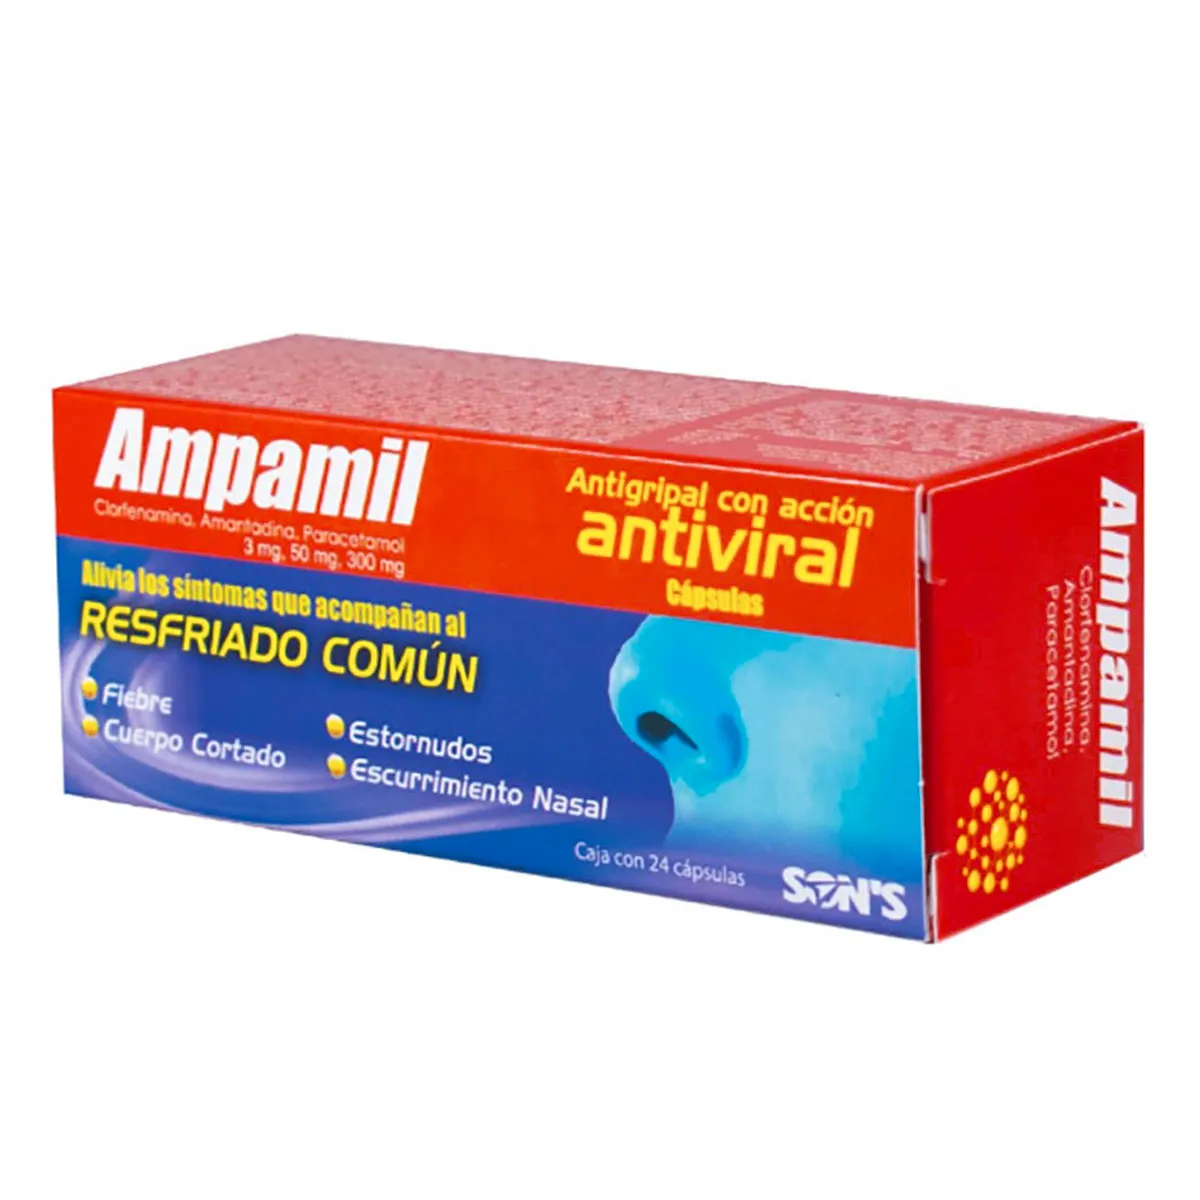 Ampamil
Clorfenamina, Amantadina, Paracetamol
3 mg, 50 mg, 300 mg
Antigripal con acción
antiviral
Cápsulas
Alivia los síntomas que acompañan al
RESFRIADO COMÚN
Fiebre
Cuerpo Cortado
Estornudos
Escurrimiento Nasal
Caja con 24 cápsulas
SON'S
Ampamil
Clorfenamina,
Amantadina,
Paracetamol